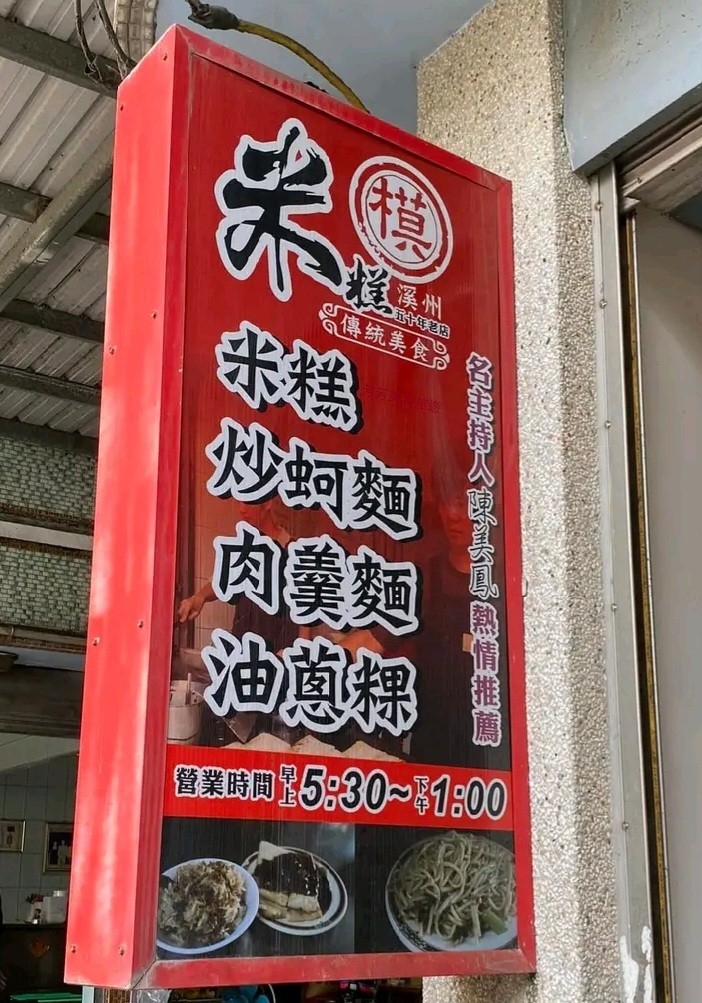 米糕
模
溪州
五十年老店
傳統美食
米糕
炒蚵麵
肉羹麵
油蔥粿
名主持人陳美鳳熱情推薦
營業時間早上5:30~下午1:00